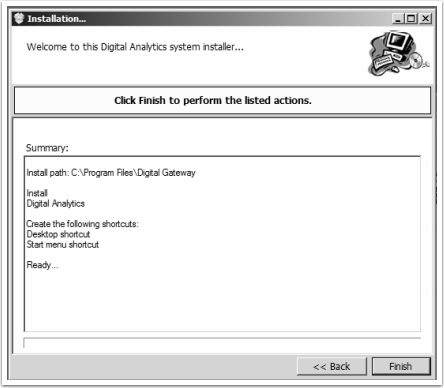 Installation...
Welcome to this Digital Analytics system installer...
Click Finish to perform the listed actions.
Summary:
Install path: C:\Program Files\Digital Gateway
Install
Digital Analytics
Create the following shortcuts:
Desktop shortcut
Start menu shortcut
Ready...
<< Back
Finish